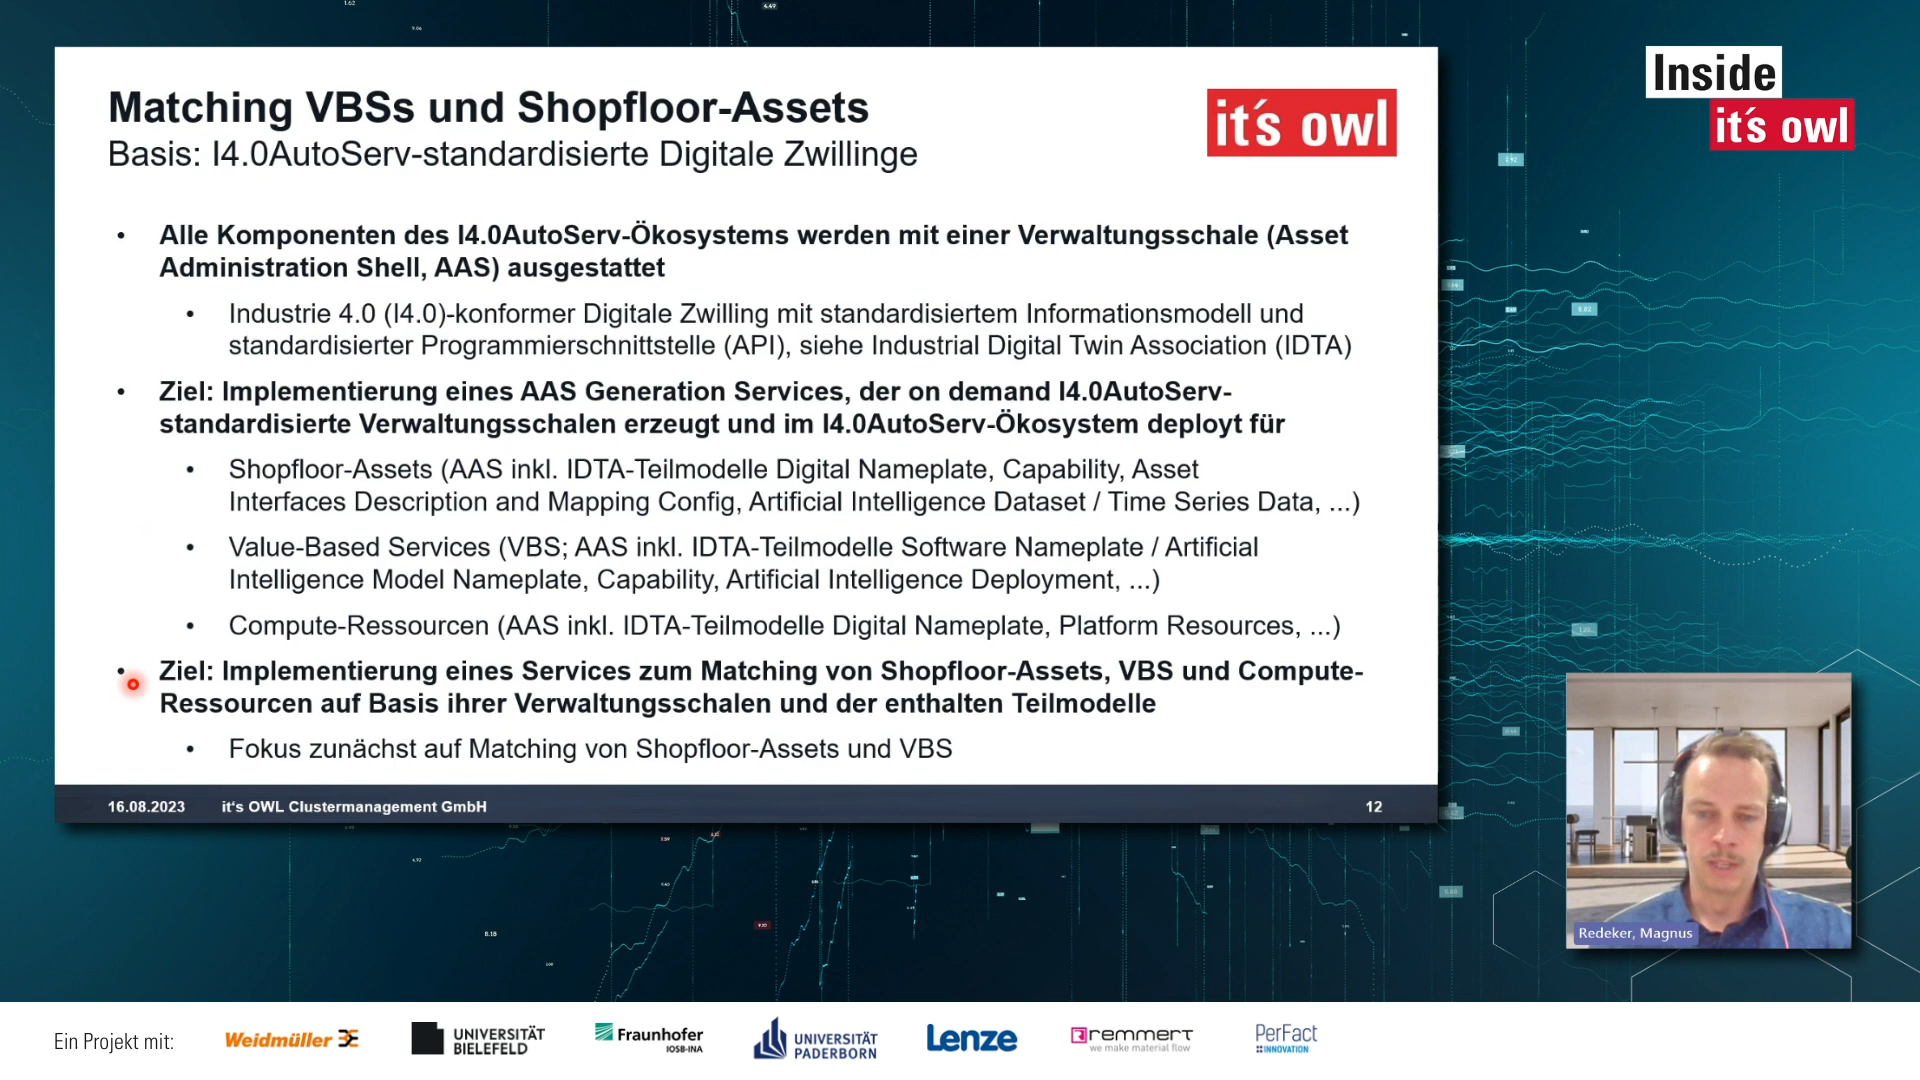 Inside
it's owl
Matching VBSs und Shopfloor-Assets
Basis: I4.0AutoServ-standardisierte Digitale Zwillinge
it's owl
• Alle Komponenten des I4.0AutoServ-Ökosystems werden mit einer Verwaltungsschale (Asset
Administration Shell, AAS) ausgestattet
• Industrie 4.0 (I4.0)-konformer Digitale Zwilling mit standardisiertem Informationsmodell und
standardisierter Programmierschnittstelle (API), siehe Industrial Digital Twin Association (IDTA)
• Ziel: Implementierung eines AAS Generation Services, der on demand I4.0AutoServ-
standardisierte Verwaltungsschalen erzeugt und im I4.0AutoServ-Ökosystem deployt für
• Shopfloor-Assets (AAS inkl. IDTA-Teilmodelle Digital Nameplate, Capability, Asset
Interfaces Description and Mapping Config, Artificial Intelligence Dataset / Time Series Data, ...)
• Value-Based Services (VBS; AAS inkl. IDTA-Teilmodelle Software Nameplate / Artificial
Intelligence Model Nameplate, Capability, Artificial Intelligence Deployment, ...)
• Compute-Ressourcen (AAS inkl. IDTA-Teilmodelle Digital Nameplate, Platform Resources, ...)
• Ziel: Implementierung eines Services zum Matching von Shopfloor-Assets, VBS und Compute-
Ressourcen auf Basis ihrer Verwaltungsschalen und der enthalten Teilmodelle
• Fokus zunächst auf Matching von Shopfloor-Assets und VBS
16.08.2023 it's OWL Clustermanagement GmbH 12
Redeker, Magnus
8.18
Ein Projekt mit:
Weidmüller
UNIVERSITÄT
BIELEFELD
Fraunhofer
IOSB-INA
UNIVERSITÄT
PADERBORN
Lenze
remmert
we make material flow
PerFact
INNOVATION